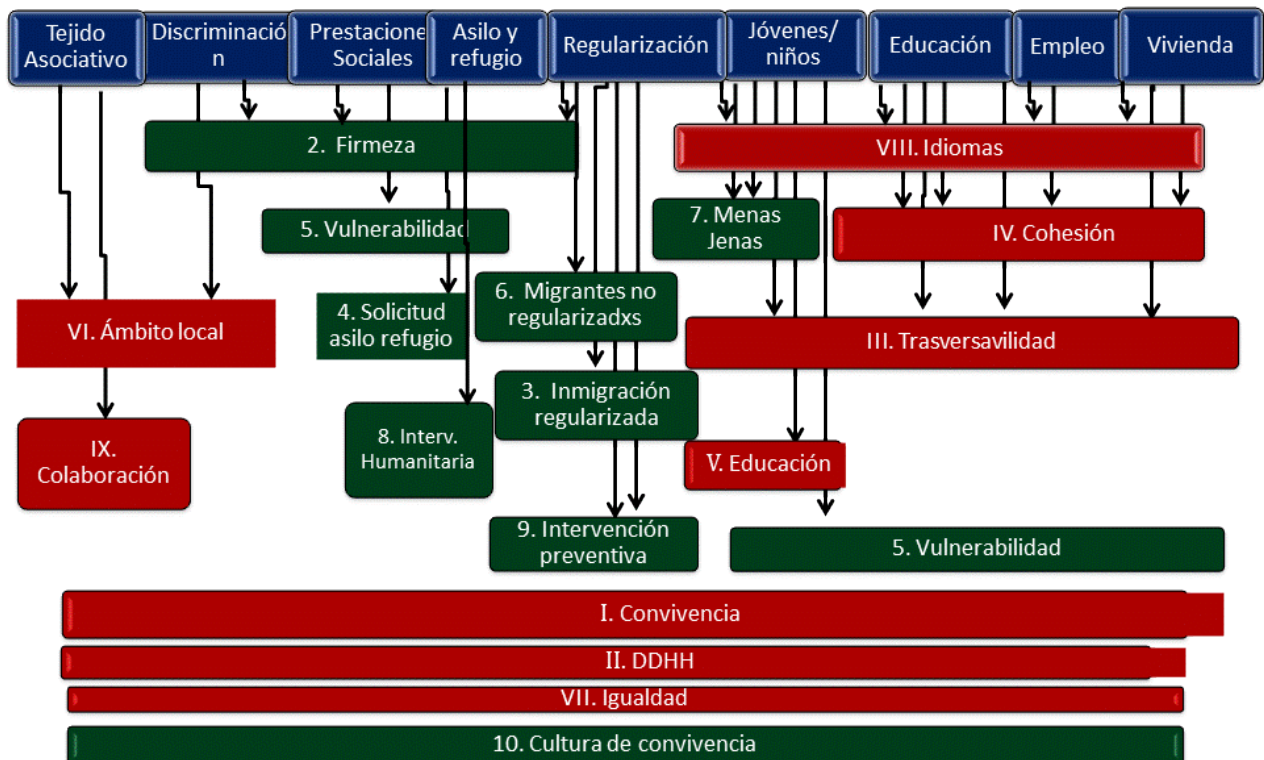 Tejido
Asociativo
Discriminació
n
Prestacione
Sociales
Asilo y
refugio
Regularización
Jóvenes/
niños
Educación
Empleo
Vivienda
2. Firmeza
VIII. Idiomas
7. Menas
Jenas
5. Vulnerabilidad
IV. Cohesión
6. Migrantes no
regularizadxs
4. Solicitud
asilo refugio
VI. Ámbito local
III. Trasversavilidad
3. Inmigración
regularizada
8. Interv.
Humanitaria
IX.
Colaboración
V. Educación
9. Intervención
preventiva
5. Vulnerabilidad
I. Convivencia
II. DDHH
VII. Igualdad
10. Cultura de convivencia